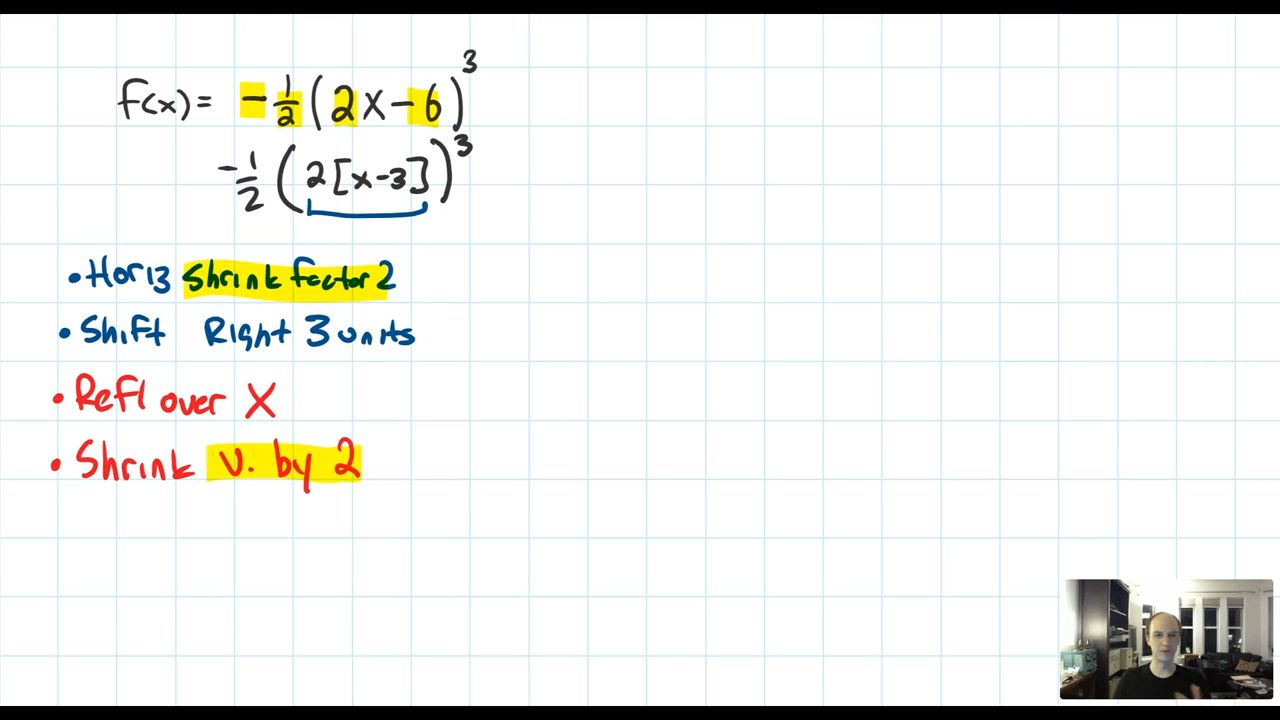 f(x) = -1/2 (2x-6)^3
-1/2 (2[x-3])^3
• Horiz Shrink factor 2
• Shift Right 3 units
• Refl over X
• Shrink v. by 2